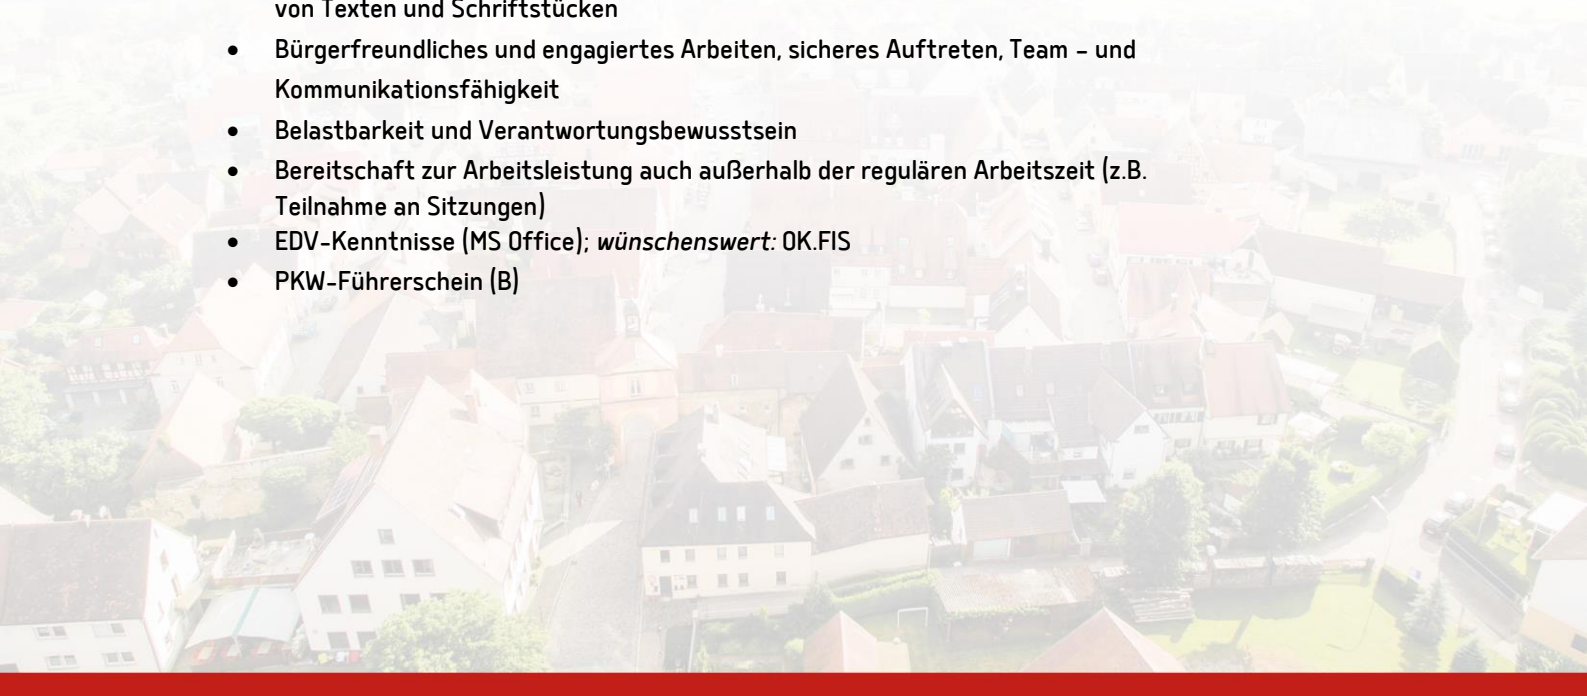 von Texten und Schriftstücken
• Bürgerfreundliches und engagiertes Arbeiten, sicheres Auftreten, Team – und
Kommunikationsfähigkeit
• Belastbarkeit und Verantwortungsbewusstsein
• Bereitschaft zur Arbeitsleistung auch außerhalb der regulären Arbeitszeit (z.B.
Teilnahme an Sitzungen)
• EDV-Kenntnisse (MS Office); wünschenswert: OK.FIS
• PKW-Führerschein (B)